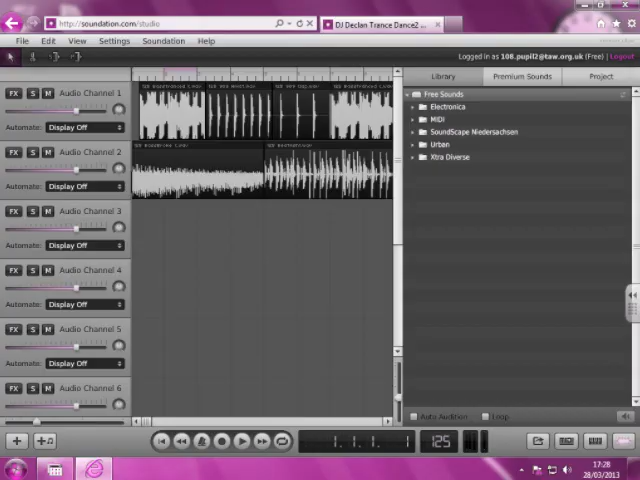 http://soundation.com/studio
DJ Declan Trance Dance2 ...
File Edit View Settings Soundation Help
Logged in as 108.pupil2@taw.org.uk (Free) | Logout
Library Premium Sounds Project
Free Sounds
Electronica
MIDI
SoundScape Niedersachsen
Urban
Xtra Diverse
FX S M Audio Channel 1
Automate: Display Off
FX S M Audio Channel 2
Automate: Display Off
FX S M Audio Channel 3
Automate: Display Off
FX S M Audio Channel 4
Automate: Display Off
FX S M Audio Channel 5
Automate: Display Off
FX S M Audio Channel 6
Auto Audition Loop
1. 1. 1. 1 125
17:28
28/03/2013